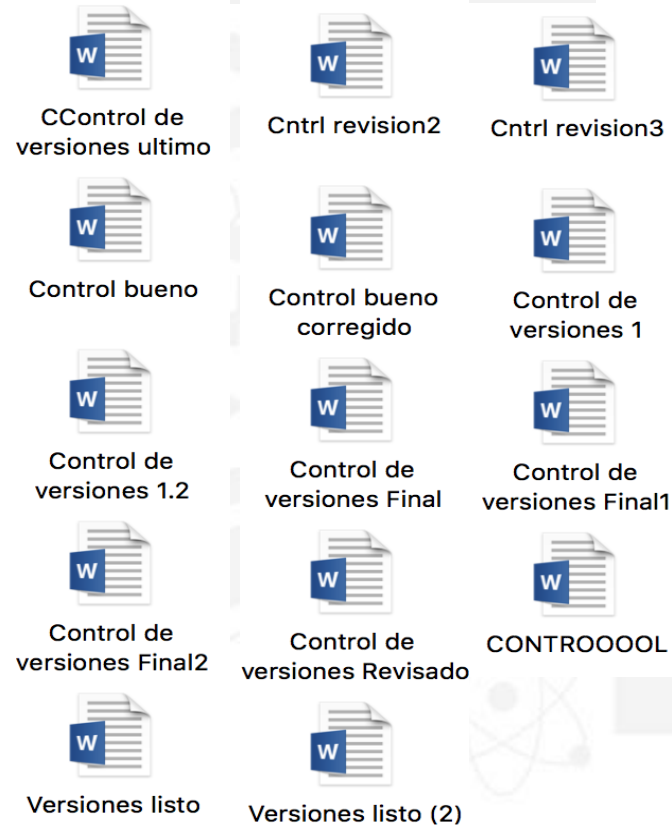 W
CControl de
versiones ultimo
W
Cntrl revision2
W
Cntrl revision3
W
Control bueno
W
Control bueno
corregido
W
Control de
versiones 1
W
Control de
versiones 1.2
W
Control de
versiones Final
W
Control de
versiones Final1
W
Control de
versiones Final2
W
Control de
versiones Revisado
W
CONTROOOOL
W
Versiones listo
W
Versiones listo (2)